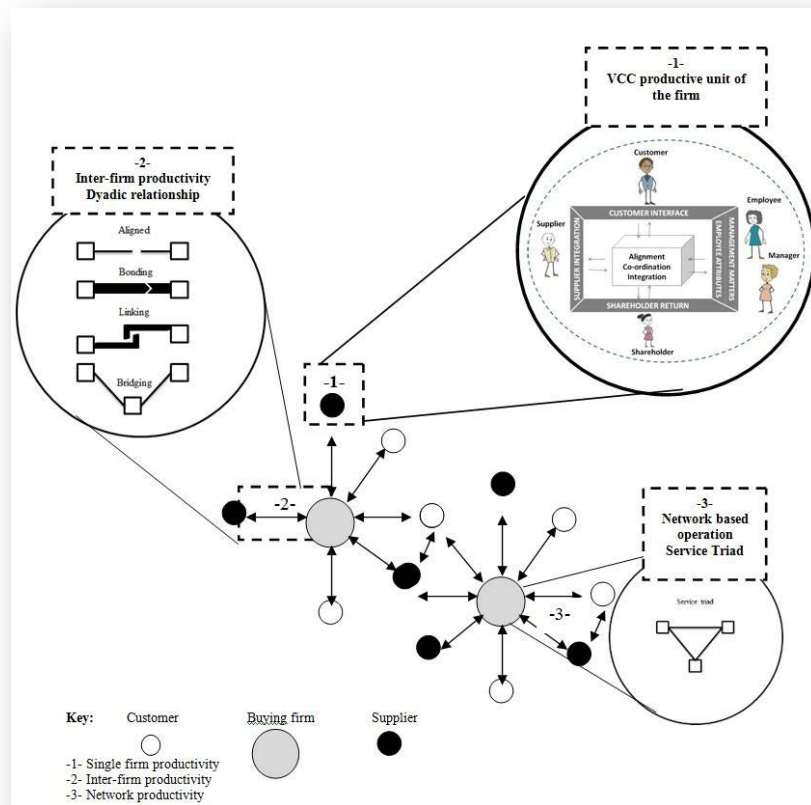 -1-
VCC productive unit of
the firm
Customer
Employee
Supplier
CUSTOMER INTERFACE
SUPPLIER INTEGRATION
Alignment
Co-ordination
Integration
EMPLOYEE ATTRIBUTES
MANAGEMENT MATTERS
Manager
SHAREHOLDER RETURN
Shareholder
-2-
Inter-firm productivity
Dyadic relationship
Aligned
Bonding
Linking
Bridging
-1-
-2-
-3-
-3-
Network based
operation
Service Triad
Service triad
Key: Customer Buying firm Supplier
-1- Single firm productivity
-2- Inter-firm productivity
-3- Network productivity